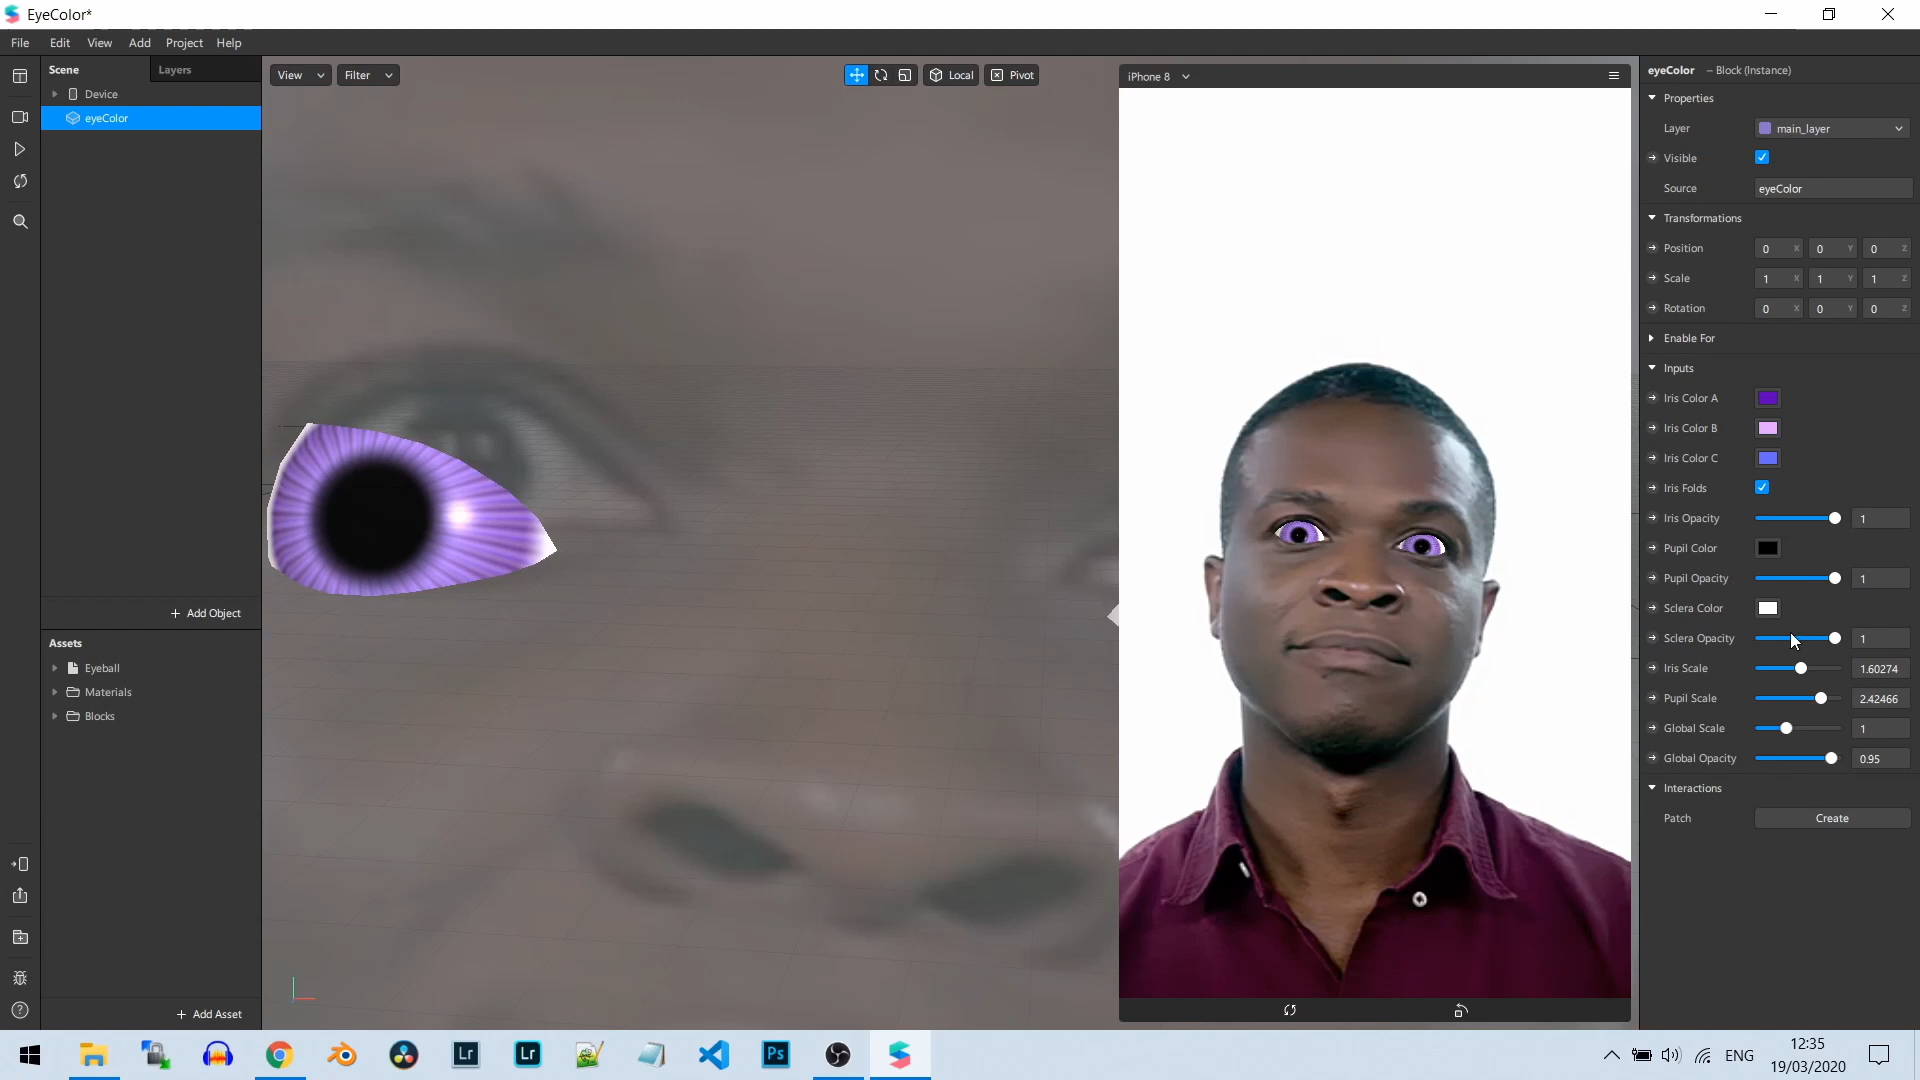 EyeColor*
File Edit View Add Project Help
Scene Layers
Device
eyeColor
+ Add Object
Assets
Eyeball
Materials
Blocks
+ Add Asset
View Filter
Local Pivot
iPhone 8
eyeColor – Block (Instance)
Properties
Layer main_layer
Visible
Source eyeColor
Transformations
Position 0 X 0 Y 0 Z
Scale 1 X 1 Y 1 Z
Rotation 0 X 0 Y 0 Z
Enable For
Inputs
Iris Color A
Iris Color B
Iris Color C
Iris Folds
Iris Opacity 1
Pupil Color
Pupil Opacity 1
Sclera Color
Sclera Opacity 1
Iris Scale 1.60274
Pupil Scale 2.42466
Global Scale 1
Global Opacity 0.95
Interactions
Patch Create
Lr Lr Ps
ENG
12:35
19/03/2020